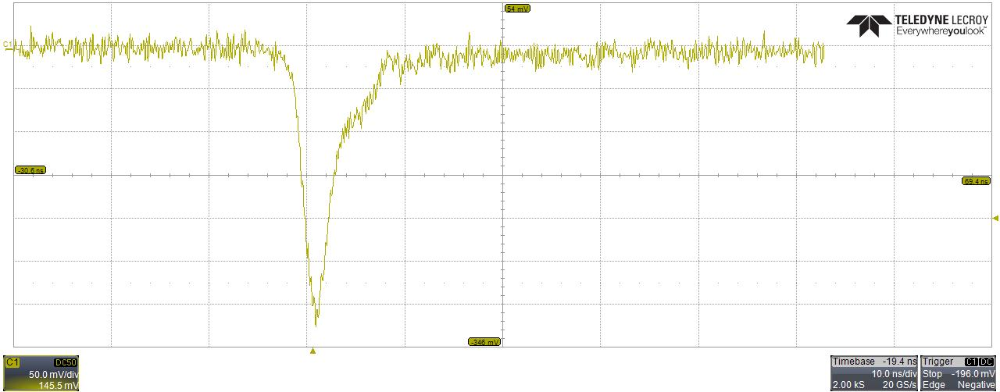 54 mV
TELEDYNE LECROY
Everywhereyoulook™
C1
-30.6 ns
69.4 ns
-346 mV
C1 DC50
50.0 mV/div
145.5 mV
Timebase -19.4 ns
10.0 ns/div
2.00 kS 20 GS/s
Trigger C1 DC
Stop -196.0 mV
Edge Negative